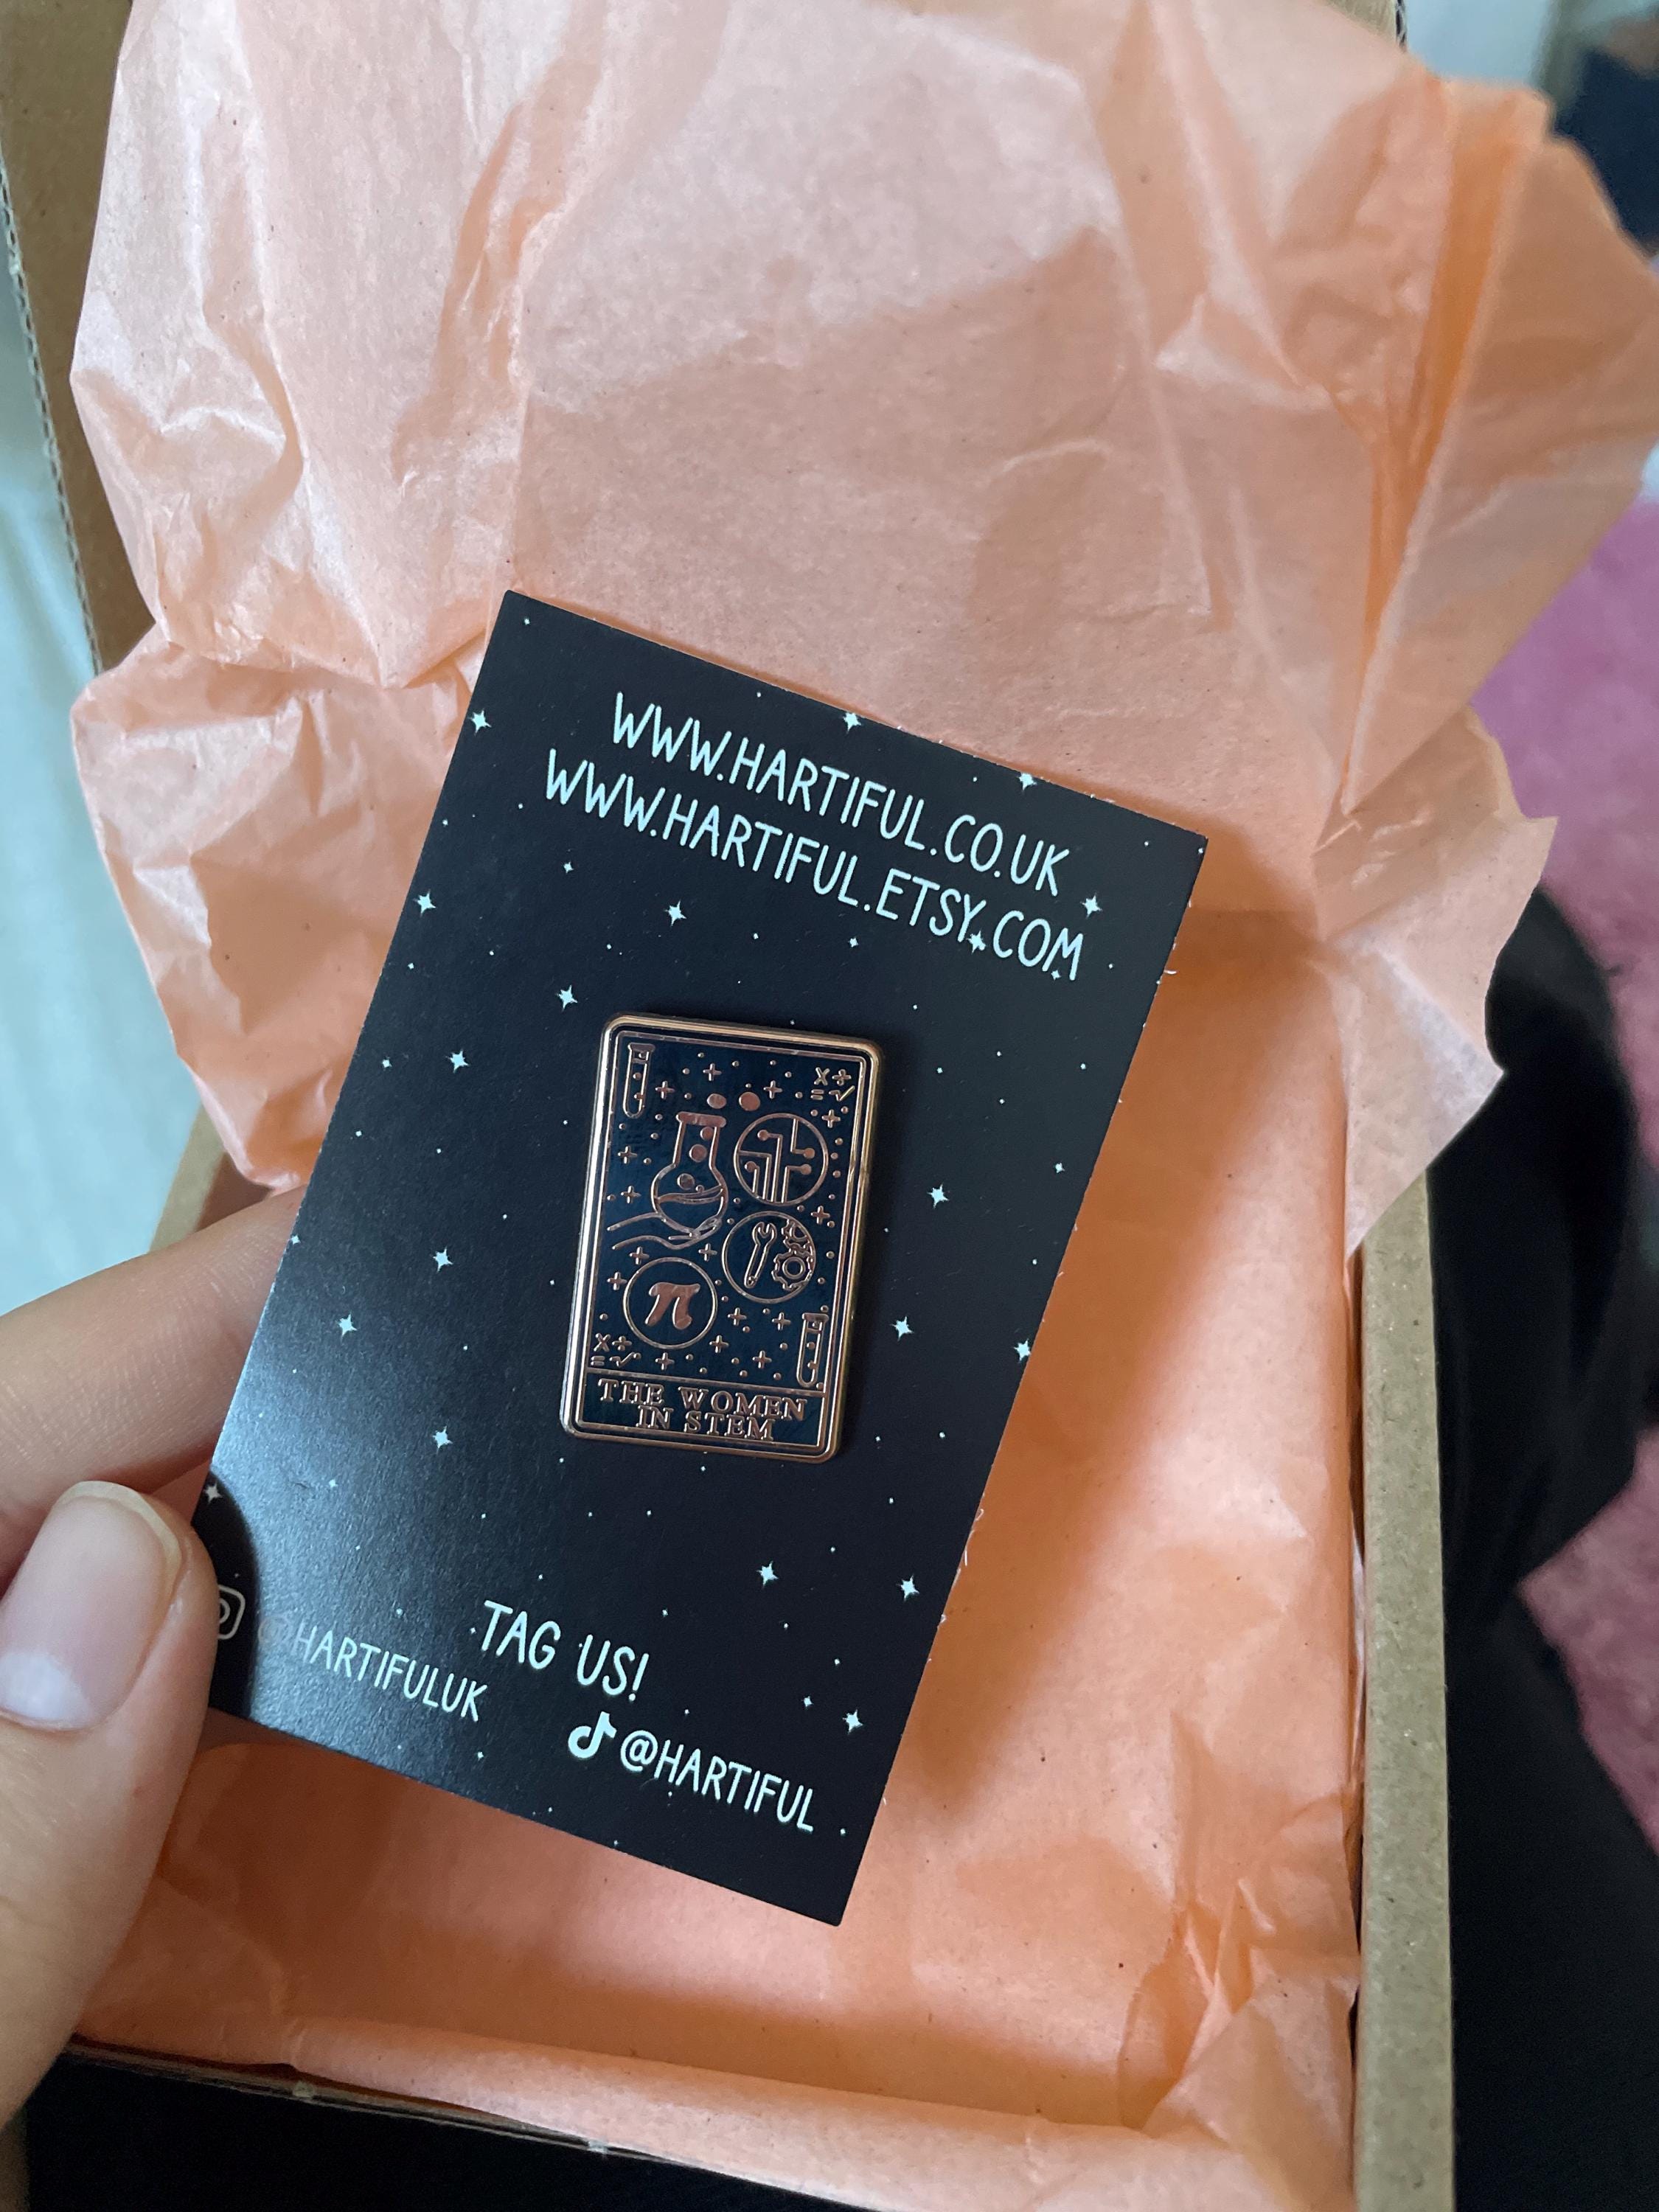 WWW.HARTIFUL.CO.UK
WWW.HARTIFUL.ETSY.COM
X÷
=√
π
X÷
=√
THE WOMEN
IN STEM
TAG US!
@HARTIFULUK
@HARTIFUL